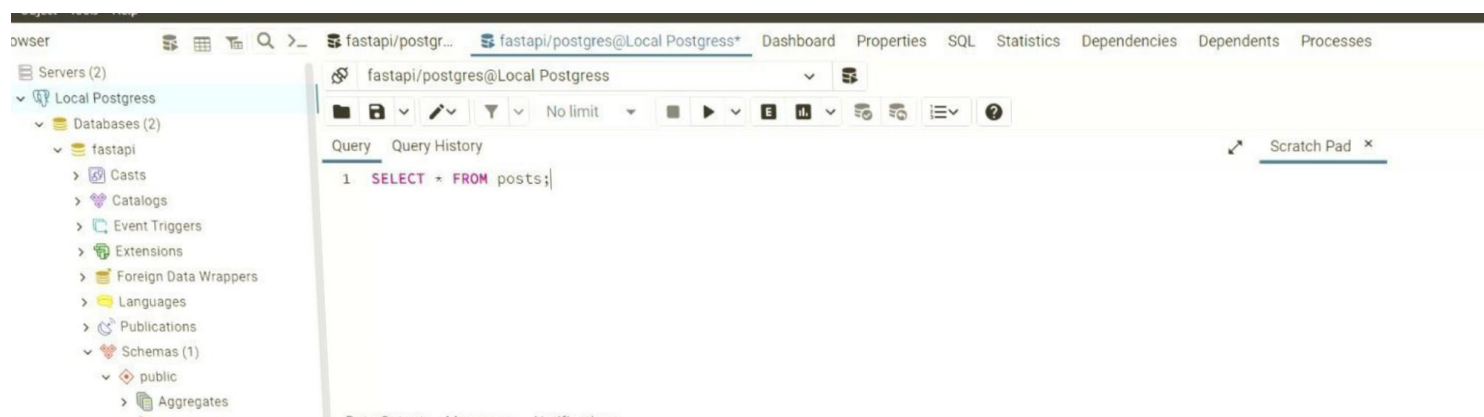 owser
fastapi/postgr...
fastapi/postgres@Local Postgress*
Dashboard
Properties
SQL
Statistics
Dependencies
Dependents
Processes
Servers (2)
Local Postgress
Databases (2)
fastapi
Casts
Catalogs
Event Triggers
Extensions
Foreign Data Wrappers
Languages
Publications
Schemas (1)
public
Aggregates
fastapi/postgres@Local Postgress
No limit
E
Query
Query History
Scratch Pad
1 SELECT * FROM posts;